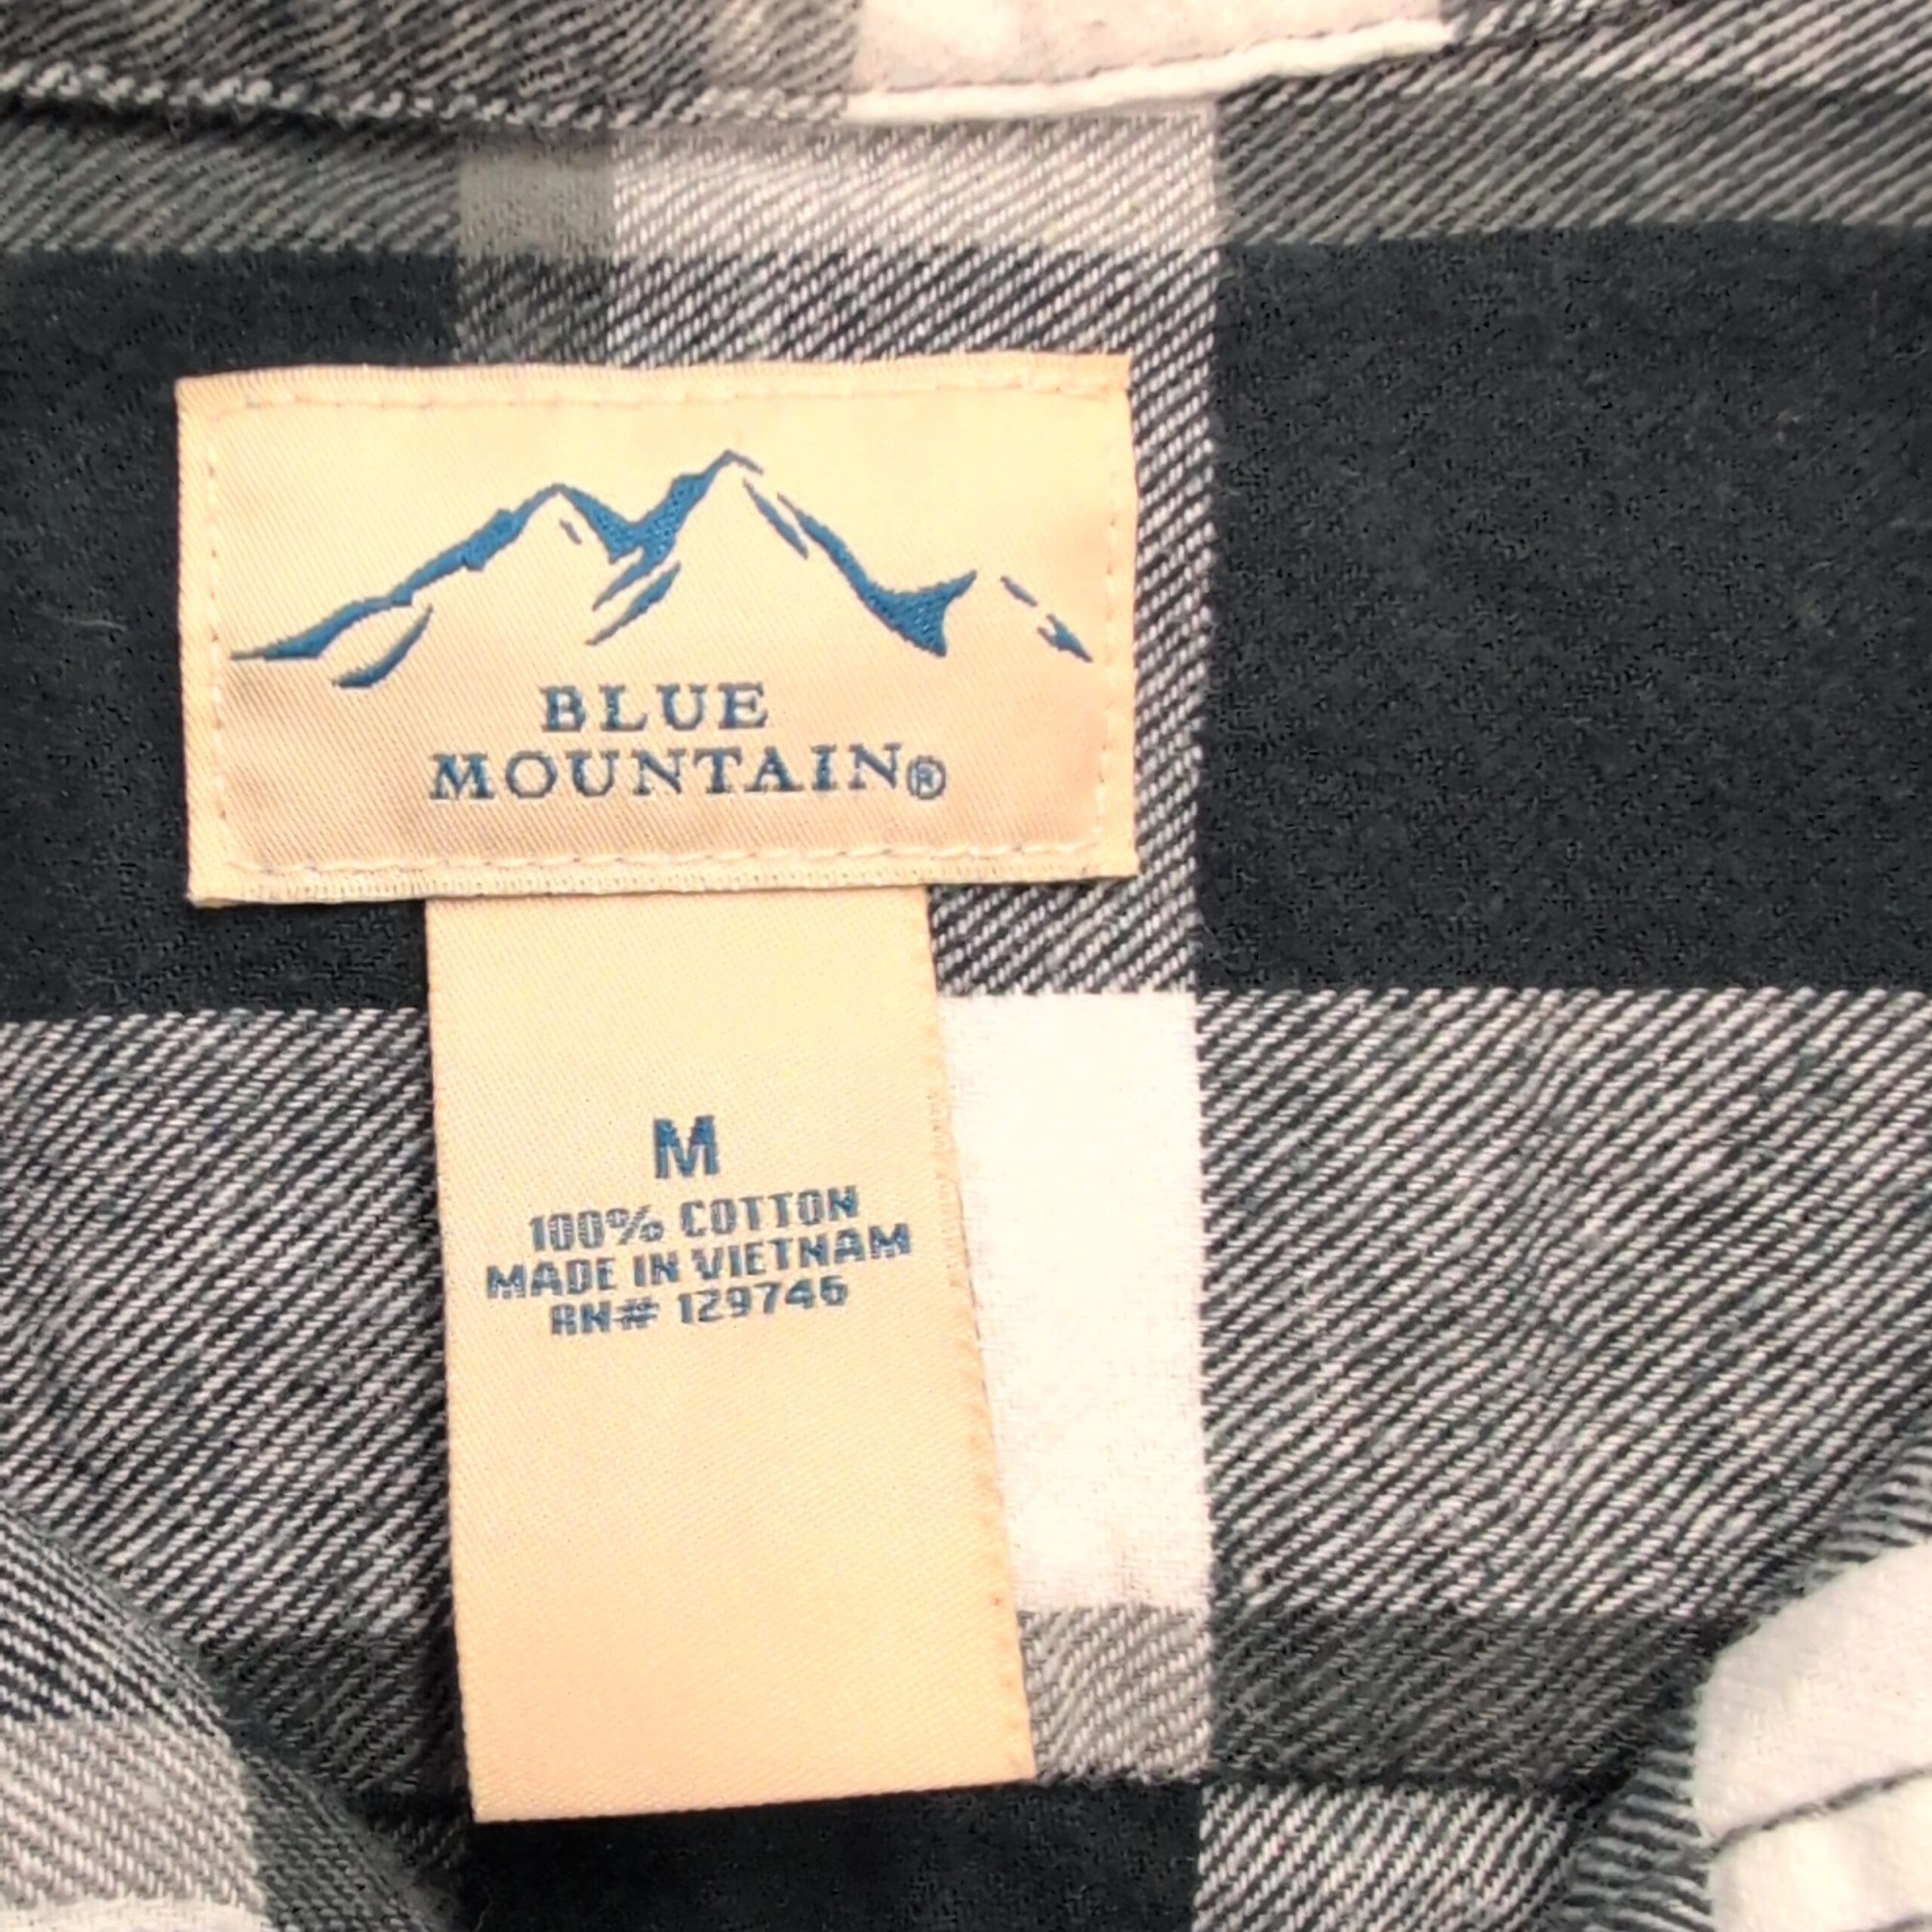 BLUE
MOUNTAIN®
M
100% COTTON
MADE IN VIETNAM
RN# 129746